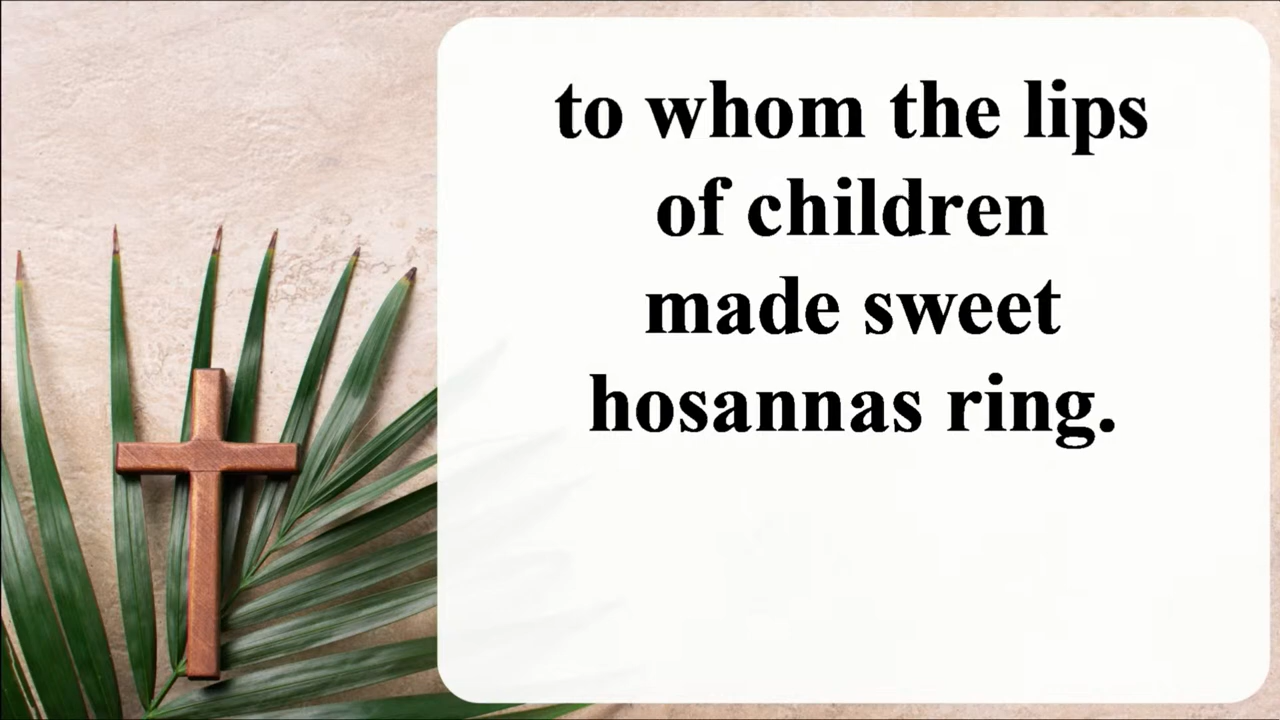 to whom the lips
of children
made sweet
hosannas ring.